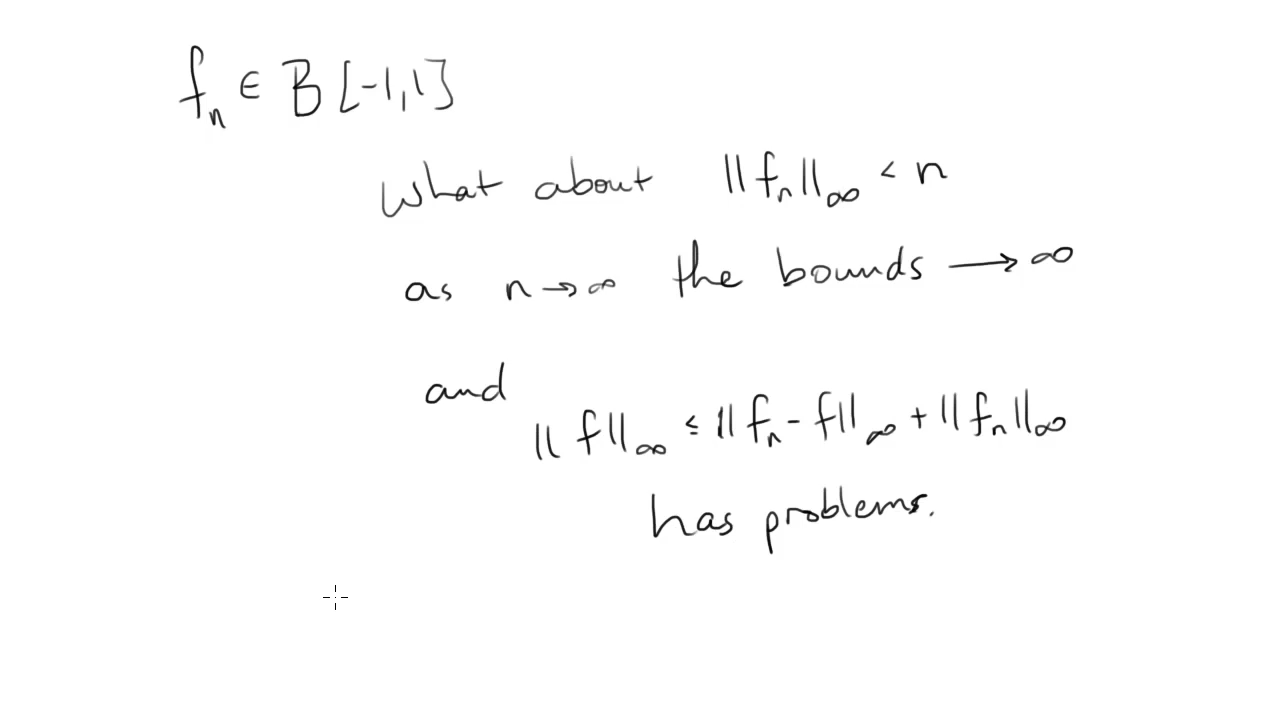 fₙ ∈ B[-1,1]
What about ||fₙ||∞ < n
as n→∞ the bounds ⟶ ∞
and
||f||∞ ≤ ||fₙ - f||∞ + ||fₙ||∞
has problems.